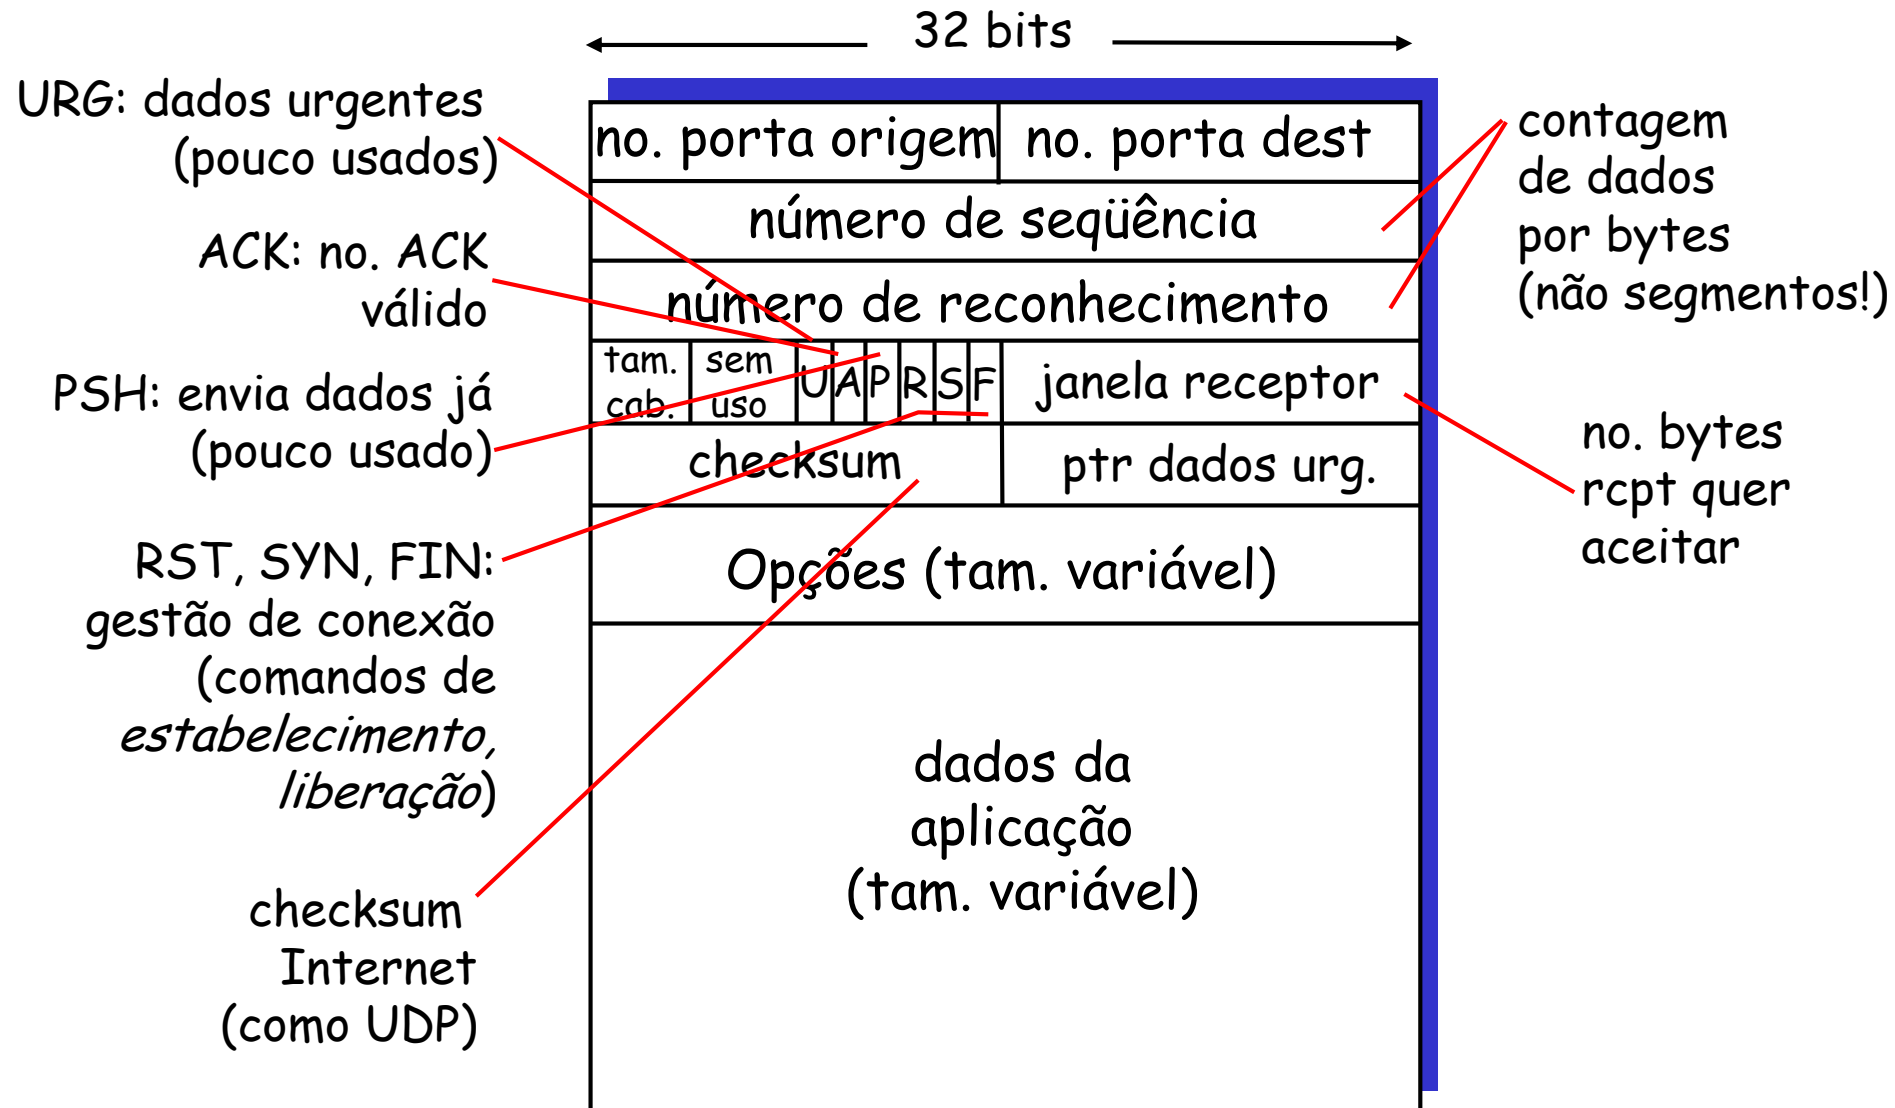 32 bits
URG: dados urgentes
(pouco usados)
ACK: no. ACK
válido
PSH: envia dados já
(pouco usado)
RST, SYN, FIN:
gestão de conexão
(comandos de
estabelecimento,
liberação)
checksum
Internet
(como UDP)
no. porta origem
no. porta dest
número de seqüência
número de reconhecimento
tam.
cab.
sem
uso
U
A
P
R
S
F
janela receptor
checksum
ptr dados urg.
Opções (tam. variável)
dados da
aplicação
(tam. variável)
contagem
de dados
por bytes
(não segmentos!)
no. bytes
rcpt quer
aceitar